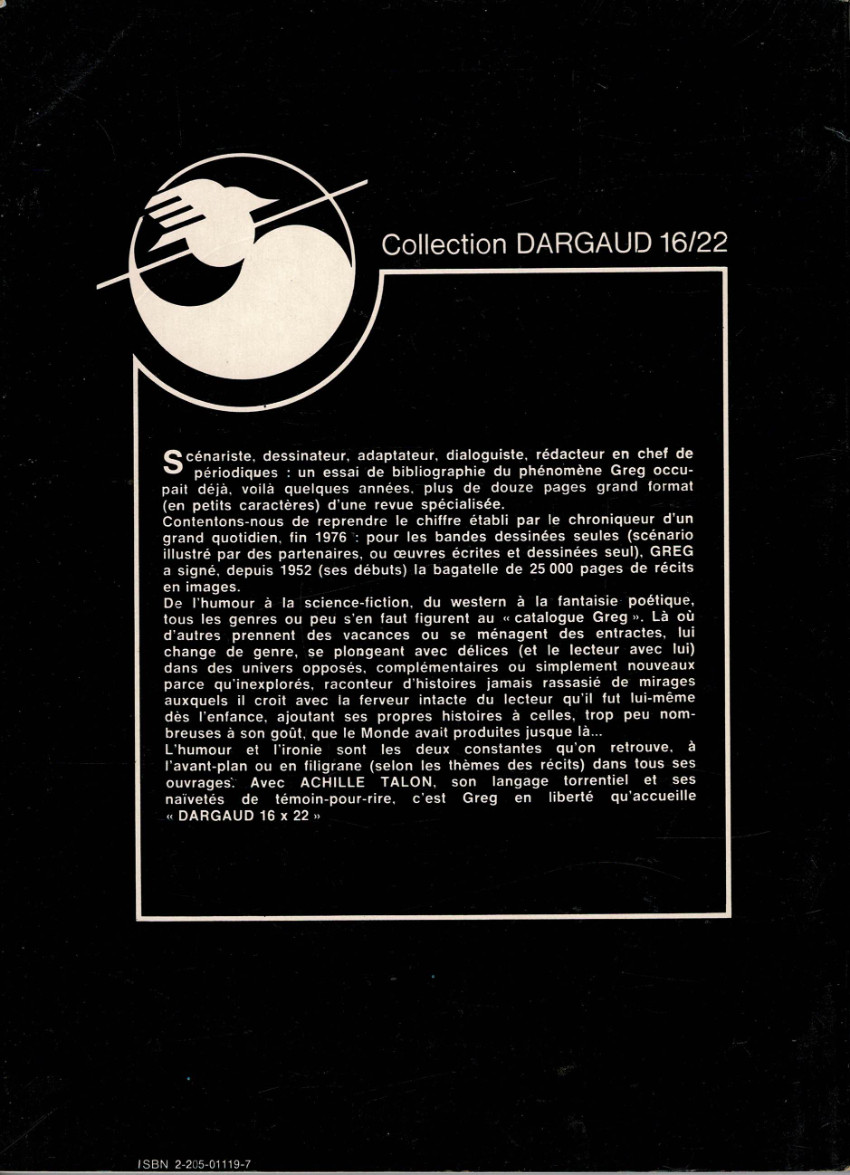 Collection DARGAUD 16/22
Scénariste, dessinateur, adaptateur, dialoguiste, rédacteur en chef de
périodiques : un essai de bibliographie du phénomène Greg occu-
pait déjà, voilà quelques années, plus de douze pages grand format
(en petits caractères) d'une revue spécialisée.
Contentons-nous de reprendre le chiffre établi par le chroniqueur d'un
grand quotidien, fin 1976 : pour les bandes dessinées seules (scénario
illustré par des partenaires, ou œuvres écrites et dessinées seul), GREG
a signé, depuis 1952 (ses débuts) la bagatelle de 25 000 pages de récits
en images.
De l'humour à la science-fiction, du western à la fantaisie poétique,
tous les genres ou peu s'en faut figurent au « catalogue Greg ». Là où
d'autres prennent des vacances ou se ménagent des entractes, lui
change de genre, se plongeant avec délices (et le lecteur avec lui)
dans des univers opposés, complémentaires ou simplement nouveaux
parce qu'inexplorés, raconteur d'histoires jamais rassasié de mirages
auxquels il croit avec la ferveur intacte du lecteur qu'il fut lui-même
dès l'enfance, ajoutant ses propres histoires à celles, trop peu nom-
breuses à son goût, que le Monde avait produites jusque là...
L'humour et l'ironie sont les deux constantes qu'on retrouve, à
l'avant-plan ou en filigrane (selon les thèmes des récits) dans tous ses
ouvrages. Avec ACHILLE TALON, son langage torrentiel et ses
naïvetés de témoin-pour-rire, c'est Greg en liberté qu'accueille
« DARGAUD 16 x 22 »
ISBN 2-205-01119-7